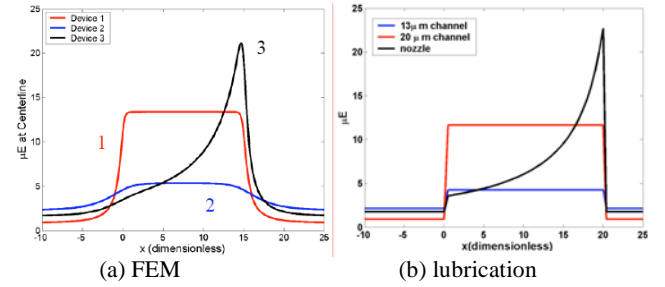 Device 1
Device 2
Device 3
25
20
15
10
5
0
-10
-5
0
5
10
15
20
25
μE at Centerline
x (dimensionless)
1
2
3
(a) FEM
13μ m channel
20 μ m channel
nozzle
25
20
15
10
5
0
-10
-5
0
5
10
15
20
25
μE
x(dimensionless)
(b) lubrication